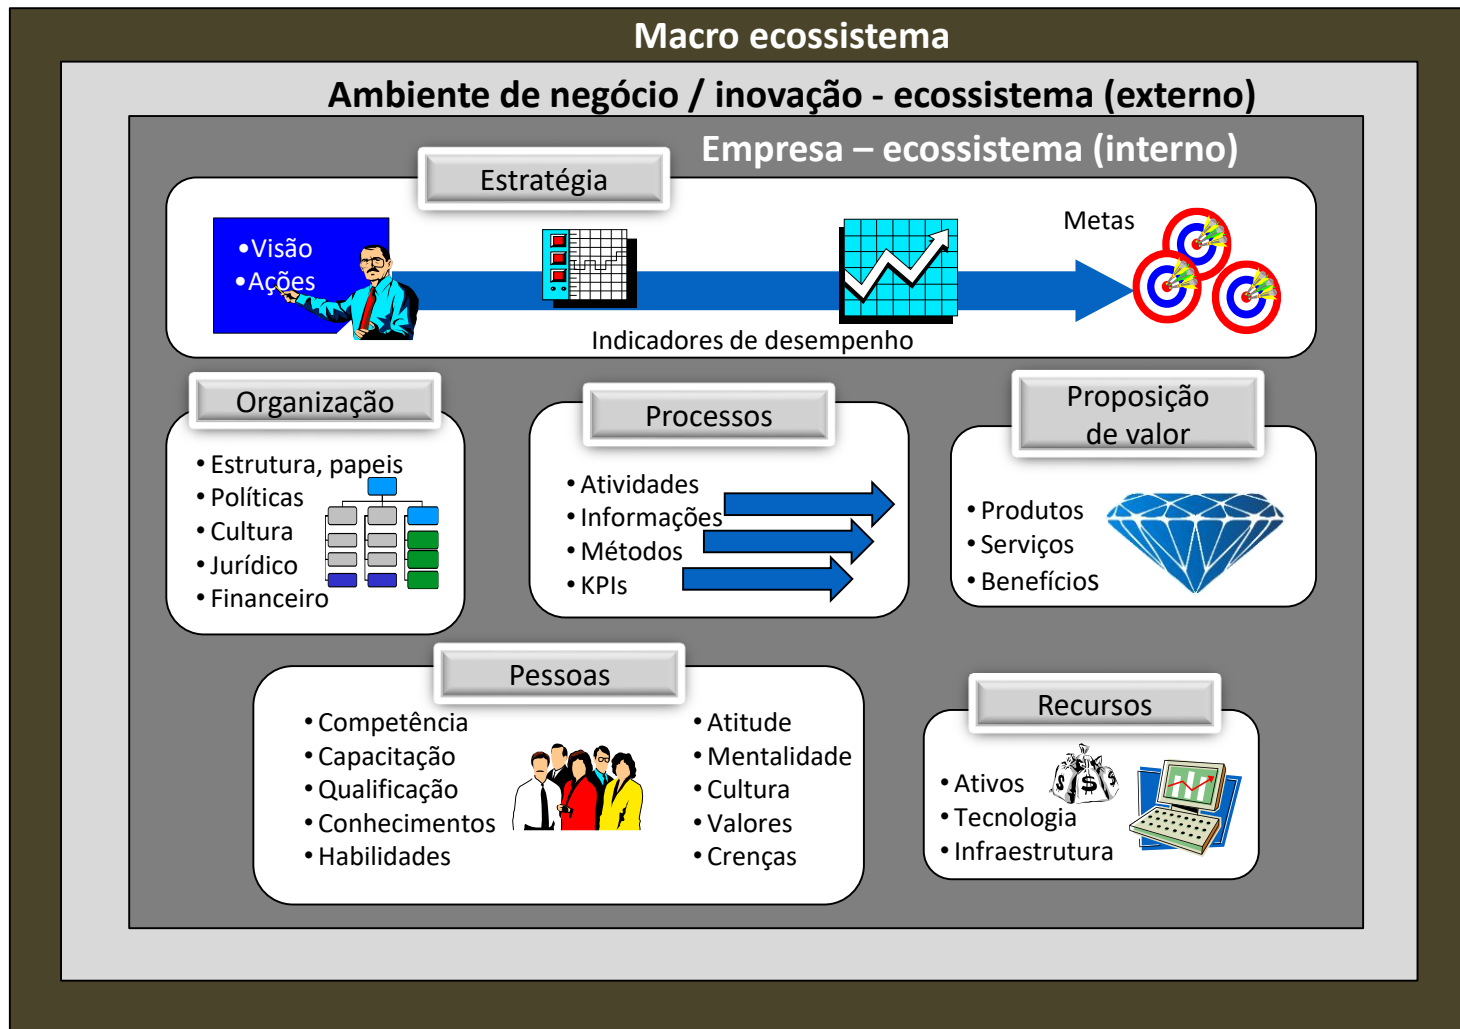 Macro ecossistema
Ambiente de negócio / inovação - ecossistema (externo)
Empresa – ecossistema (interno)
Estratégia
•Visão
•Ações
Metas
Indicadores de desempenho
Organização
• Estrutura, papeis
• Políticas
• Cultura
• Jurídico
• Financeiro
Processos
• Atividades
• Informações
• Métodos
• KPIs
Proposição
de valor
• Produtos
• Serviços
• Benefícios
Pessoas
• Competência
• Capacitação
• Qualificação
• Conhecimentos
• Habilidades
• Atitude
• Mentalidade
• Cultura
• Valores
• Crenças
Recursos
• Ativos
• Tecnologia
• Infraestrutura
$ $ $